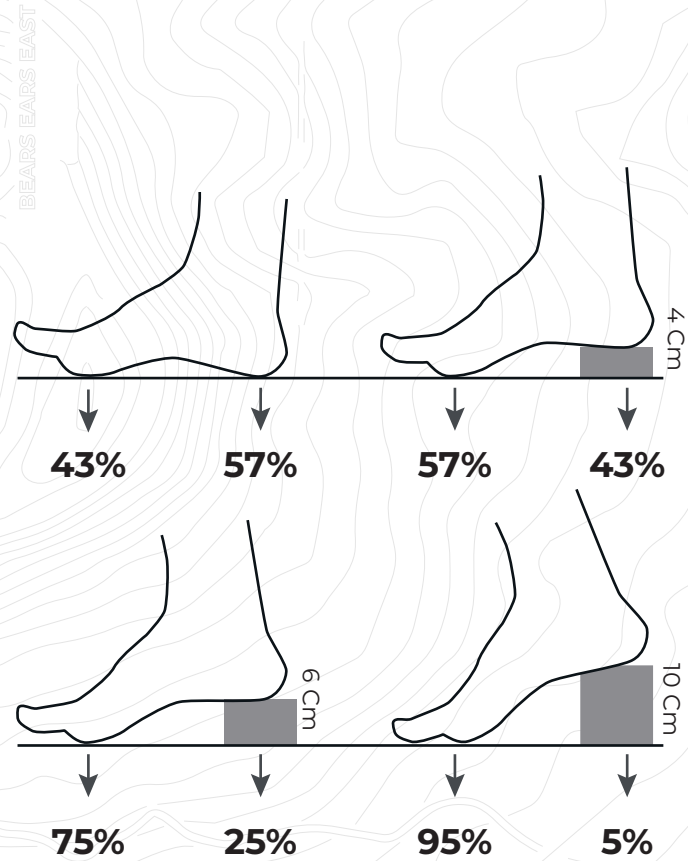 BEARS EARS EAST
4 Cm
43% 57% 57% 43%
6 Cm
10 Cm
75% 25% 95% 5%